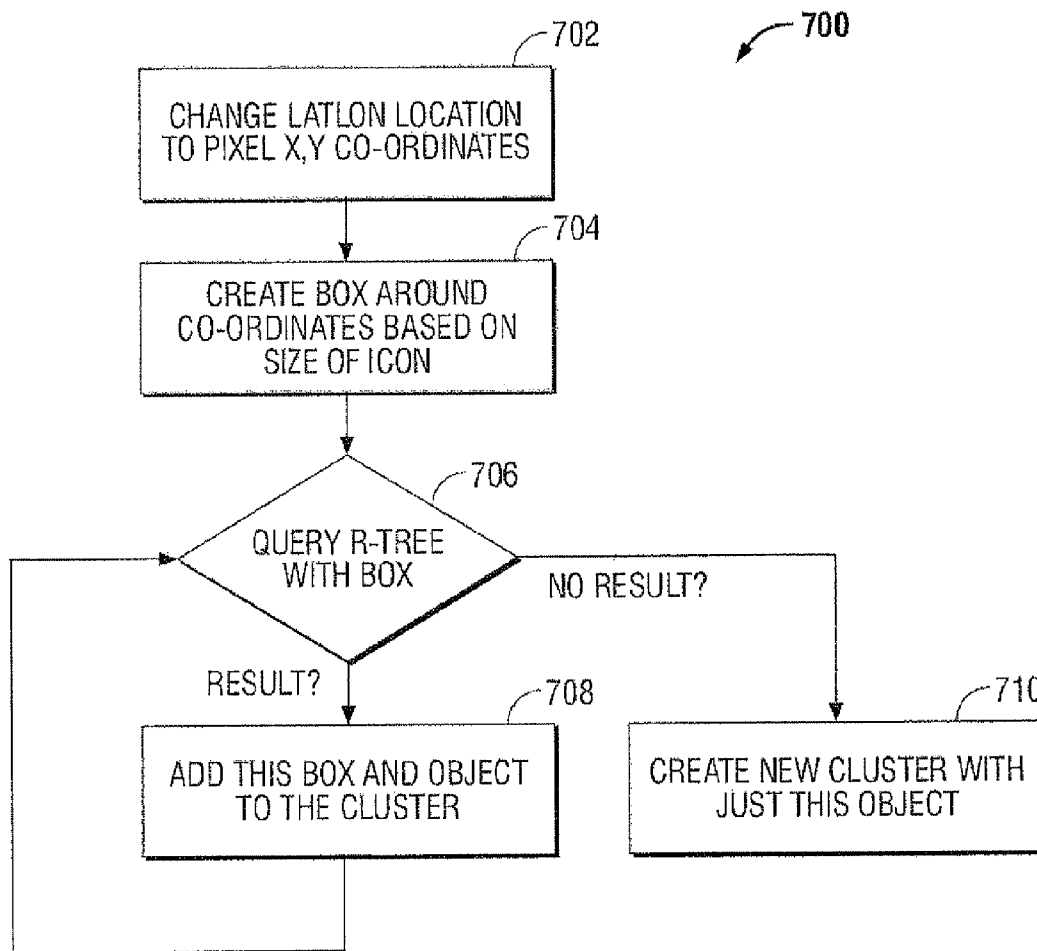 700
702
CHANGE LATLON LOCATION
TO PIXEL X,Y CO-ORDINATES
704
CREATE BOX AROUND
CO-ORDINATES BASED ON
SIZE OF ICON
706
QUERY R-TREE
WITH BOX
NO RESULT?
RESULT?
708
ADD THIS BOX AND OBJECT
TO THE CLUSTER
710
CREATE NEW CLUSTER WITH
JUST THIS OBJECT